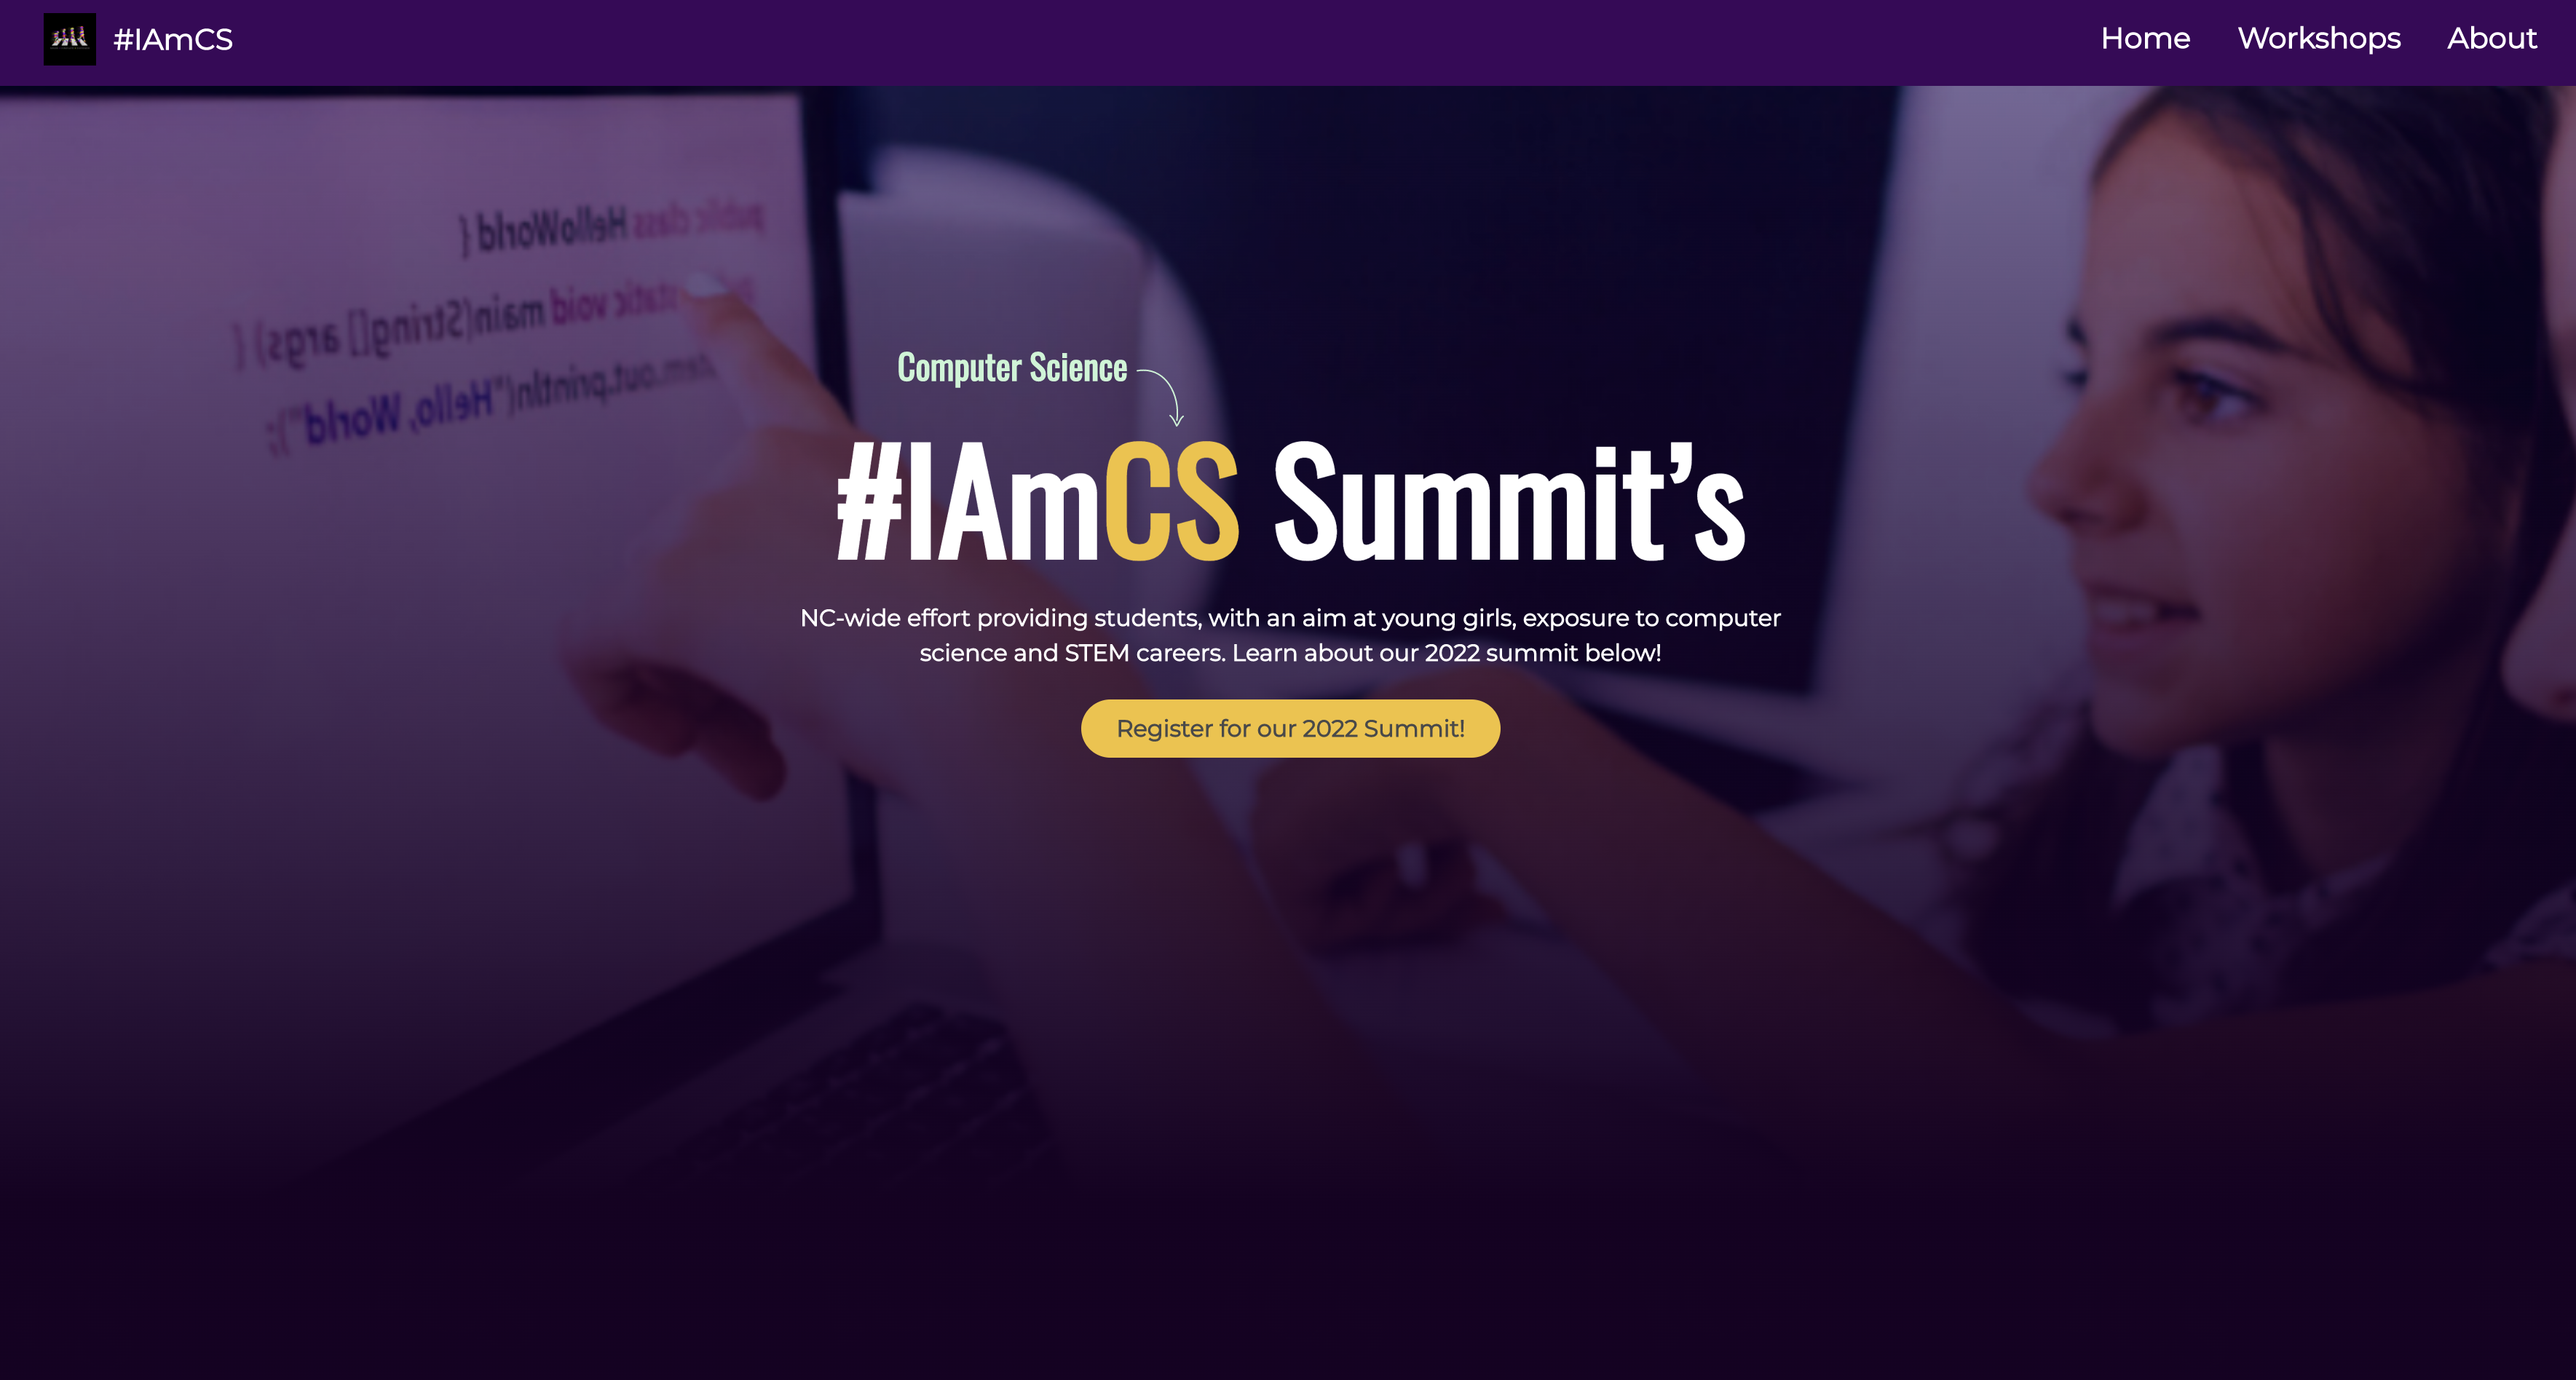 #IAmCS
Home Workshops About
public class HelloWorld {
static void main(String[] args) {
.out.println("Hello, World");
Computer Science
#IAmCS Summit’s
NC-wide effort providing students, with an aim at young girls, exposure to computer
science and STEM careers. Learn about our 2022 summit below!
Register for our 2022 Summit!